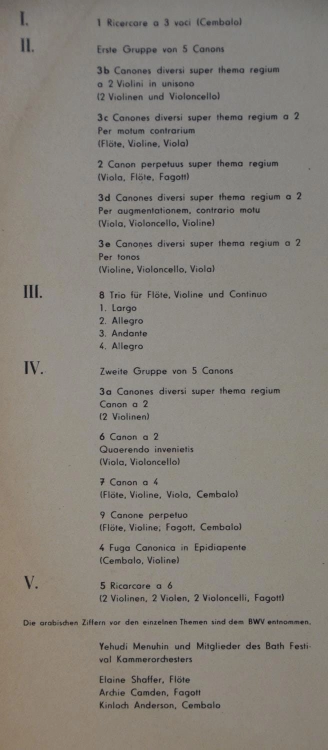 I. 1 Ricercare a 3 voci (Cembalo)
II. Erste Gruppe von 5 Canons
3b Canones diversi super thema regium
a 2 Violini in unisono
(2 Violinen und Violoncello)
3c Canones diversi super thema regium a 2
Per motum contrarium
(Flöte, Violine, Viola)
2 Canon perpetuus super thema regium
(Viola, Flöte, Fagott)
3d Canones diversi super thema regium a 2
Per augmentationem, contrario motu
(Viola, Violoncello, Violine)
3e Canones diversi super thema regium a 2
Per tonos
(Violine, Violoncello, Viola)
III. 8 Trio für Flöte, Violine und Continuo
1. Largo
2. Allegro
3. Andante
4. Allegro
IV. Zweite Gruppe von 5 Canons
3a Canones diversi super thema regium
Canon a 2
(2 Violinen)
6 Canon a 2
Quaerendo invenietis
(Viola, Violoncello)
7 Canon a 4
(Flöte, Violine, Viola, Cembalo)
9 Canone perpetuo
(Flöte, Violine, Fagott, Cembalo)
4 Fuga Canonica in Epidiapente
(Cembalo, Violine)
V. 5 Ricercare a 6
(2 Violinen, 2 Violen, 2 Violoncelli, Fagott)
Die arabischen Ziffern vor den einzelnen Themen sind dem BWV entnommen.
Yehudi Menuhin und Mitglieder des Bath Festi-
val Kammerorchesters
Elaine Shaffer, Flöte
Archie Camden, Fagott
Kinloch Anderson, Cembalo